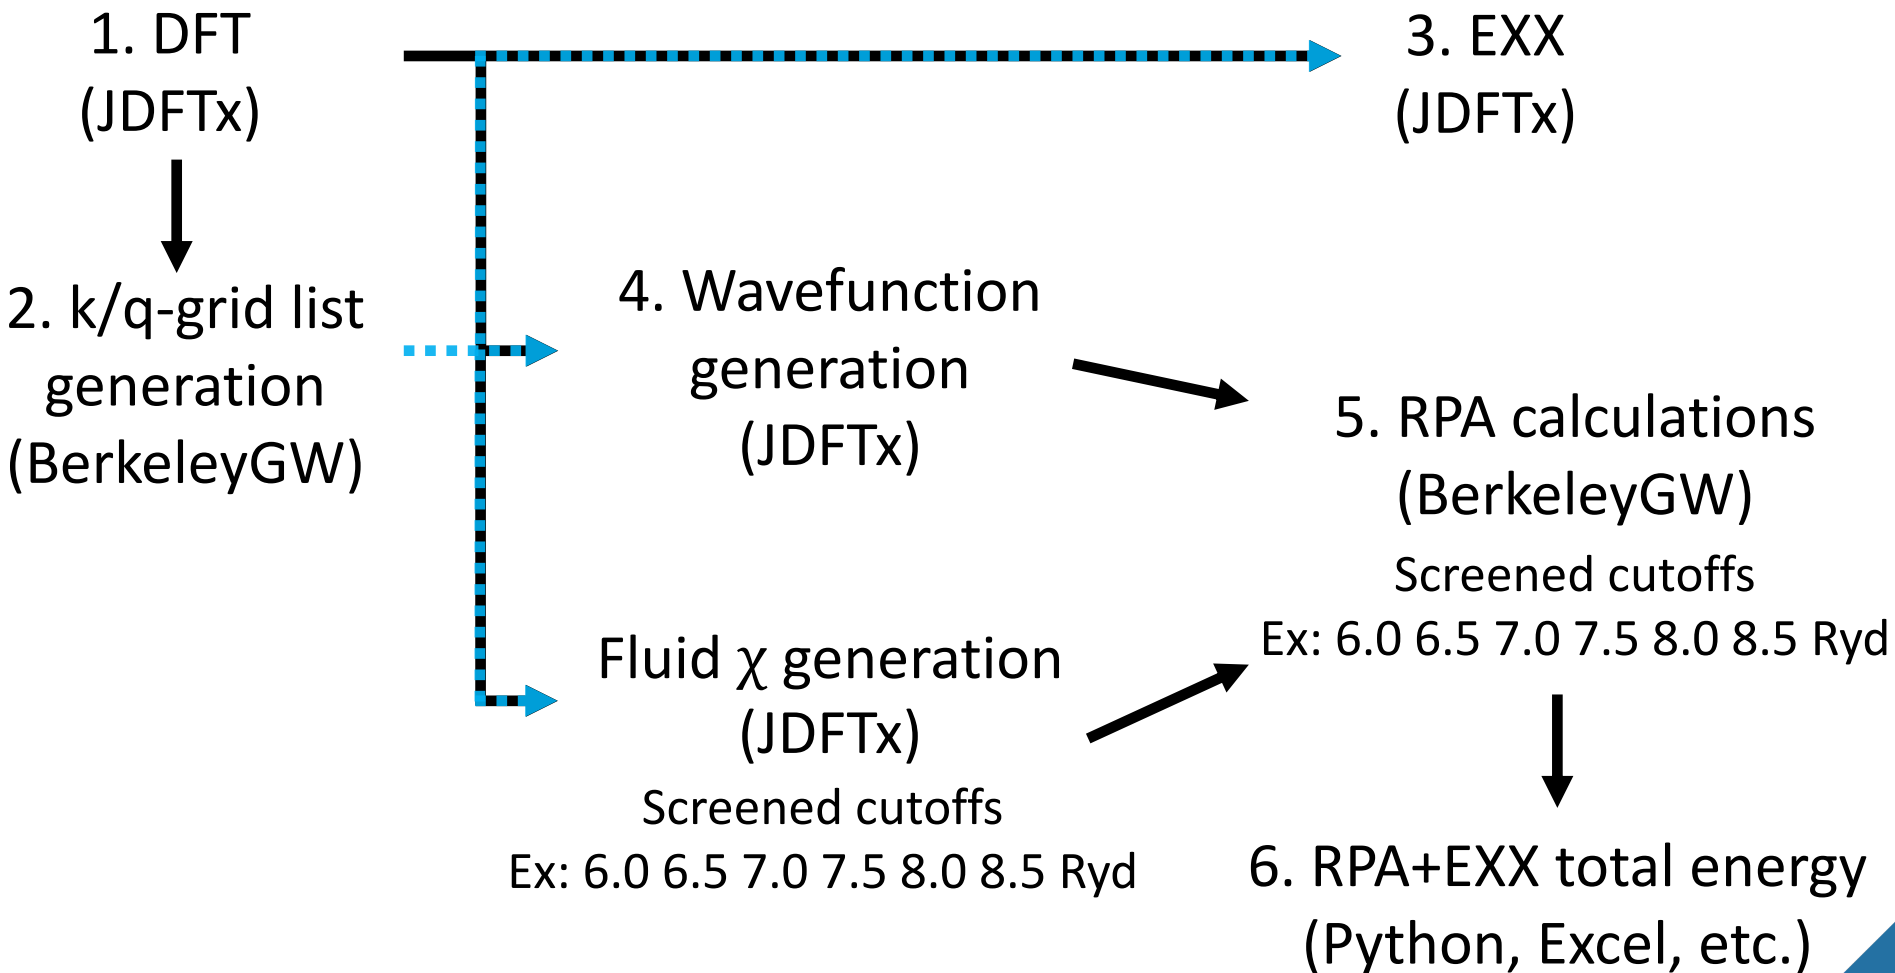 1. DFT
(JDFTx)
3. EXX
(JDFTx)
2. k/q-grid list
generation
(BerkeleyGW)
4. Wavefunction
generation
(JDFTx)
5. RPA calculations
(BerkeleyGW)
Screened cutoffs
Ex: 6.0 6.5 7.0 7.5 8.0 8.5 Ryd
Fluid χ generation
(JDFTx)
Screened cutoffs
Ex: 6.0 6.5 7.0 7.5 8.0 8.5 Ryd
6. RPA+EXX total energy
(Python, Excel, etc.)